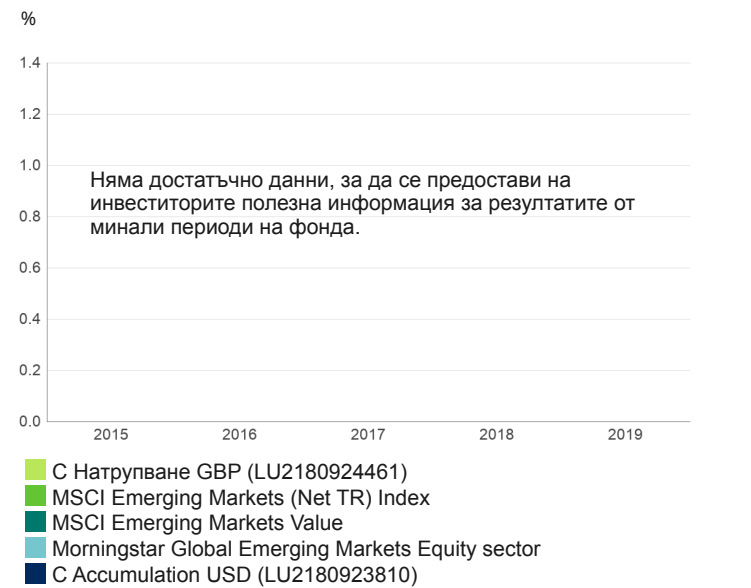 %
1.4
1.2
1.0
Няма достатъчно данни, за да се предостави на
инвеститорите полезна информация за резултатите от
0.8
минали периоди на фонда.
0.6
0.4
0.2
0.0
2015 2016 2017 2018 2019
С Натрупване GBP (LU2180924461)
MSCI Emerging Markets (Net TR) Index
MSCI Emerging Markets Value
Morningstar Global Emerging Markets Equity sector
C Accumulation USD (LU2180923810)